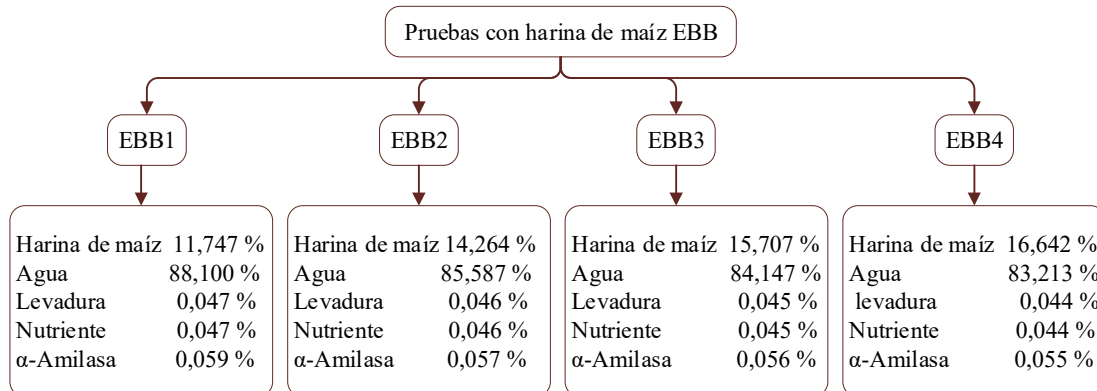 Pruebas con harina de maíz EBB
EBB1
EBB2
EBB3
EBB4
Harina de maíz 11,747 %
Agua 88,100 %
Levadura 0,047 %
Nutriente 0,047 %
α-Amilasa 0,059 %
Harina de maíz 14,264 %
Agua 85,587 %
Levadura 0,046 %
Nutriente 0,046 %
α-Amilasa 0,057 %
Harina de maíz 15,707 %
Agua 84,147 %
Levadura 0,045 %
Nutriente 0,045 %
α-Amilasa 0,056 %
Harina de maíz 16,642 %
Agua 83,213 %
levadura 0,044 %
Nutriente 0,044 %
α-Amilasa 0,055 %